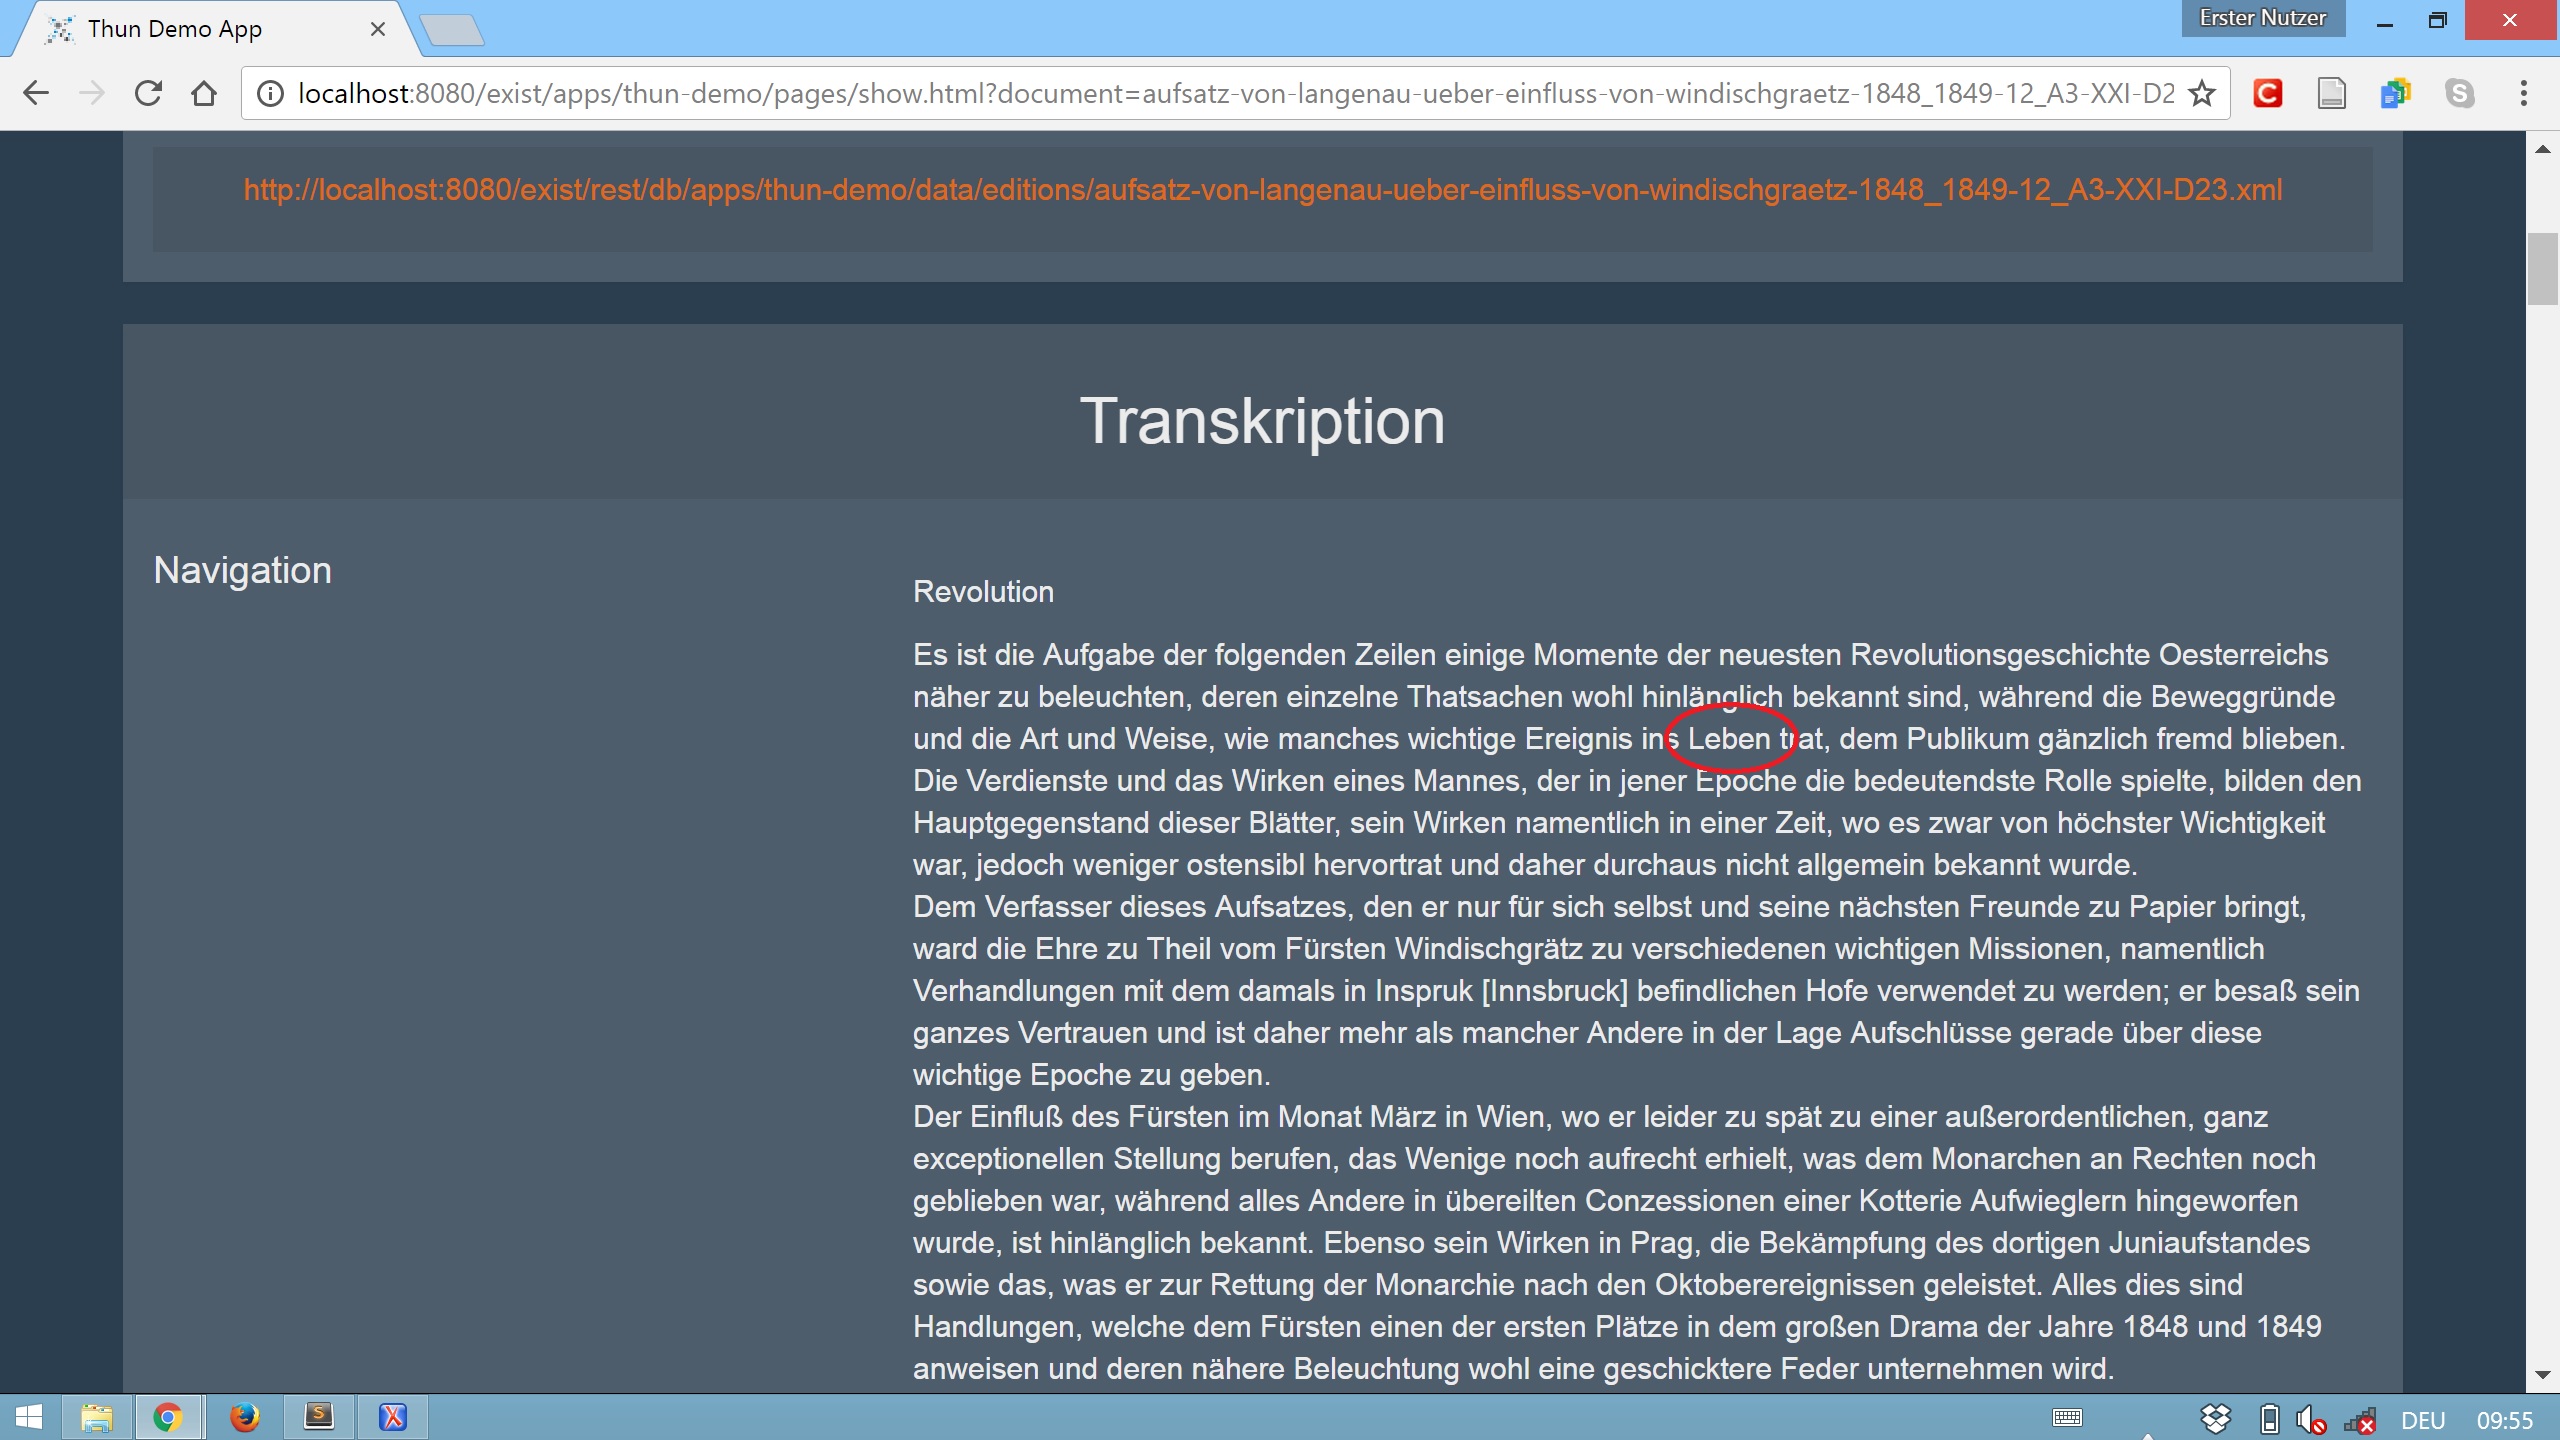 Thun Demo App
Erster Nutzer
localhost:8080/exist/apps/thun-demo/pages/show.html?document=aufsatz-von-langenau-ueber-einfluss-von-windischgraetz-1848_1849-12_A3-XXI-D2
http://localhost:8080/exist/rest/db/apps/thun-demo/data/editions/aufsatz-von-langenau-ueber-einfluss-von-windischgraetz-1848_1849-12_A3-XXI-D23.xml
Transkription
Navigation
Revolution
Es ist die Aufgabe der folgenden Zeilen einige Momente der neuesten Revolutionsgeschichte Oesterreichs
näher zu beleuchten, deren einzelne Thatsachen wohl hinlänglich bekannt sind, während die Beweggründe
und die Art und Weise, wie manches wichtige Ereignis ins Leben trat, dem Publikum gänzlich fremd blieben.
Die Verdienste und das Wirken eines Mannes, der in jener Epoche die bedeutendste Rolle spielte, bilden den
Hauptgegenstand dieser Blätter, sein Wirken namentlich in einer Zeit, wo es zwar von höchster Wichtigkeit
war, jedoch weniger ostensibl hervortrat und daher durchaus nicht allgemein bekannt wurde.
Dem Verfasser dieses Aufsatzes, den er nur für sich selbst und seine nächsten Freunde zu Papier bringt,
ward die Ehre zu Theil vom Fürsten Windischgrätz zu verschiedenen wichtigen Missionen, namentlich
Verhandlungen mit dem damals in Inspruk [Innsbruck] befindlichen Hofe verwendet zu werden; er besaß sein
ganzes Vertrauen und ist daher mehr als mancher Andere in der Lage Aufschlüsse gerade über diese
wichtige Epoche zu geben.
Der Einfluß des Fürsten im Monat März in Wien, wo er leider zu spät zu einer außerordentlichen, ganz
exceptionellen Stellung berufen, das Wenige noch aufrecht erhielt, was dem Monarchen an Rechten noch
geblieben war, während alles Andere in übereilten Conzessionen einer Kotterie Aufwieglern hingeworfen
wurde, ist hinlänglich bekannt. Ebenso sein Wirken in Prag, die Bekämpfung des dortigen Juniaufstandes
sowie das, was er zur Rettung der Monarchie nach den Oktoberereignissen geleistet. Alles dies sind
Handlungen, welche dem Fürsten einen der ersten Plätze in dem großen Drama der Jahre 1848 und 1849
anweisen und deren nähere Beleuchtung wohl eine geschicktere Feder unternehmen wird.
DEU 09:55